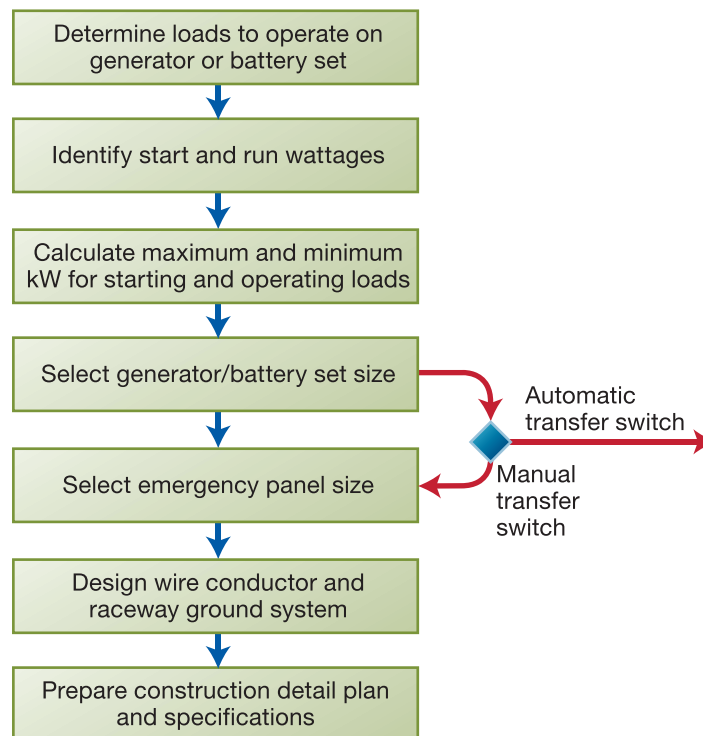 Determine loads to operate on
generator or battery set
Identify start and run wattages
Calculate maximum and minimum
kW for starting and operating loads
Select generator/battery set size
Automatic
transfer switch
Manual
transfer
switch
Select emergency panel size
Design wire conductor and
raceway ground system
Prepare construction detail plan
and specifications